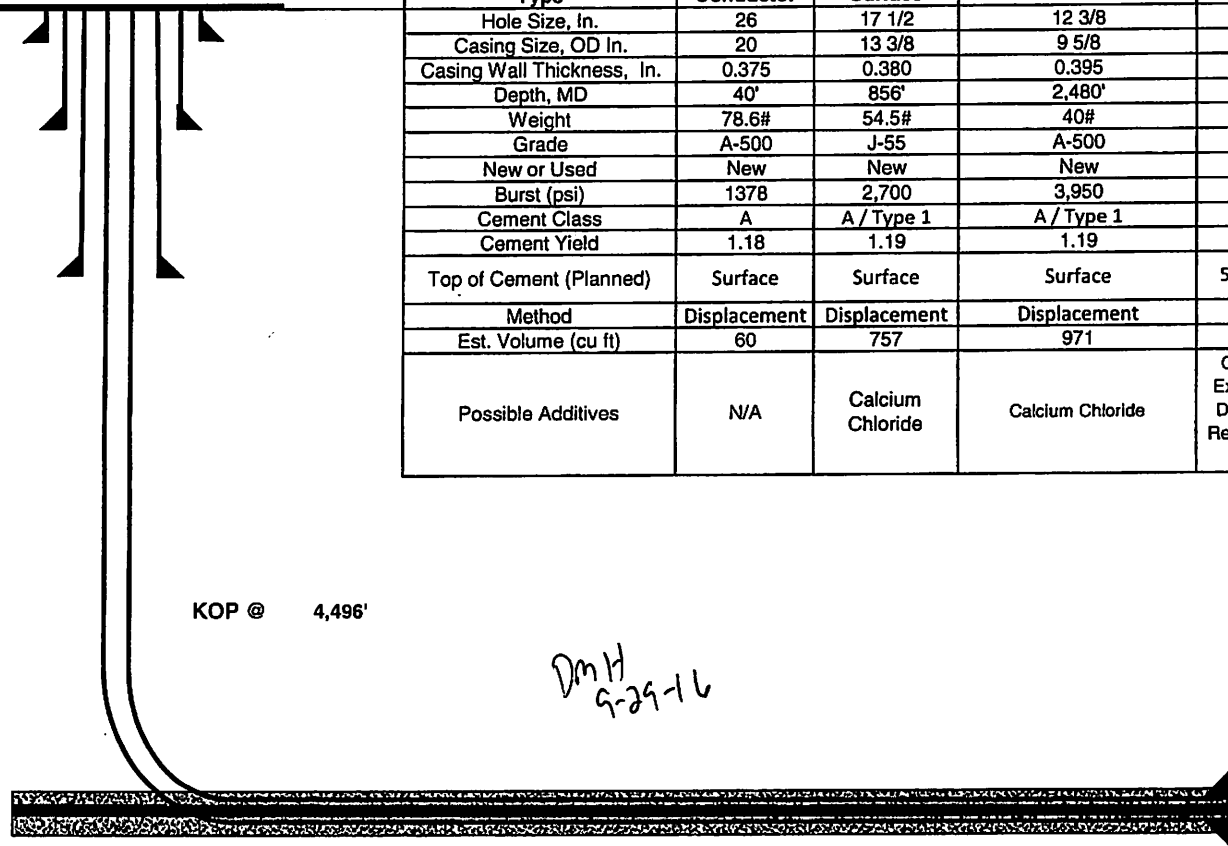 Hole Size, In. 26 17 1/2 12 3/8
Casing Size, OD In. 20 13 3/8 9 5/8
Casing Wall Thickness, In. 0.375 0.380 0.395
Depth, MD 40' 856' 2,480'
Weight 78.6# 54.5# 40#
Grade A-500 J-55 A-500
New or Used New New New
Burst (psi) 1378 2,700 3,950
Cement Class A A / Type 1 A / Type 1
Cement Yield 1.18 1.19 1.19
Top of Cement (Planned) Surface Surface Surface 5
Method Displacement Displacement Displacement
Est. Volume (cu ft) 60 757 971
Possible Additives N/A Calcium Chloride Calcium Chloride
KOP @ 4,496'
DmH
9-29-16